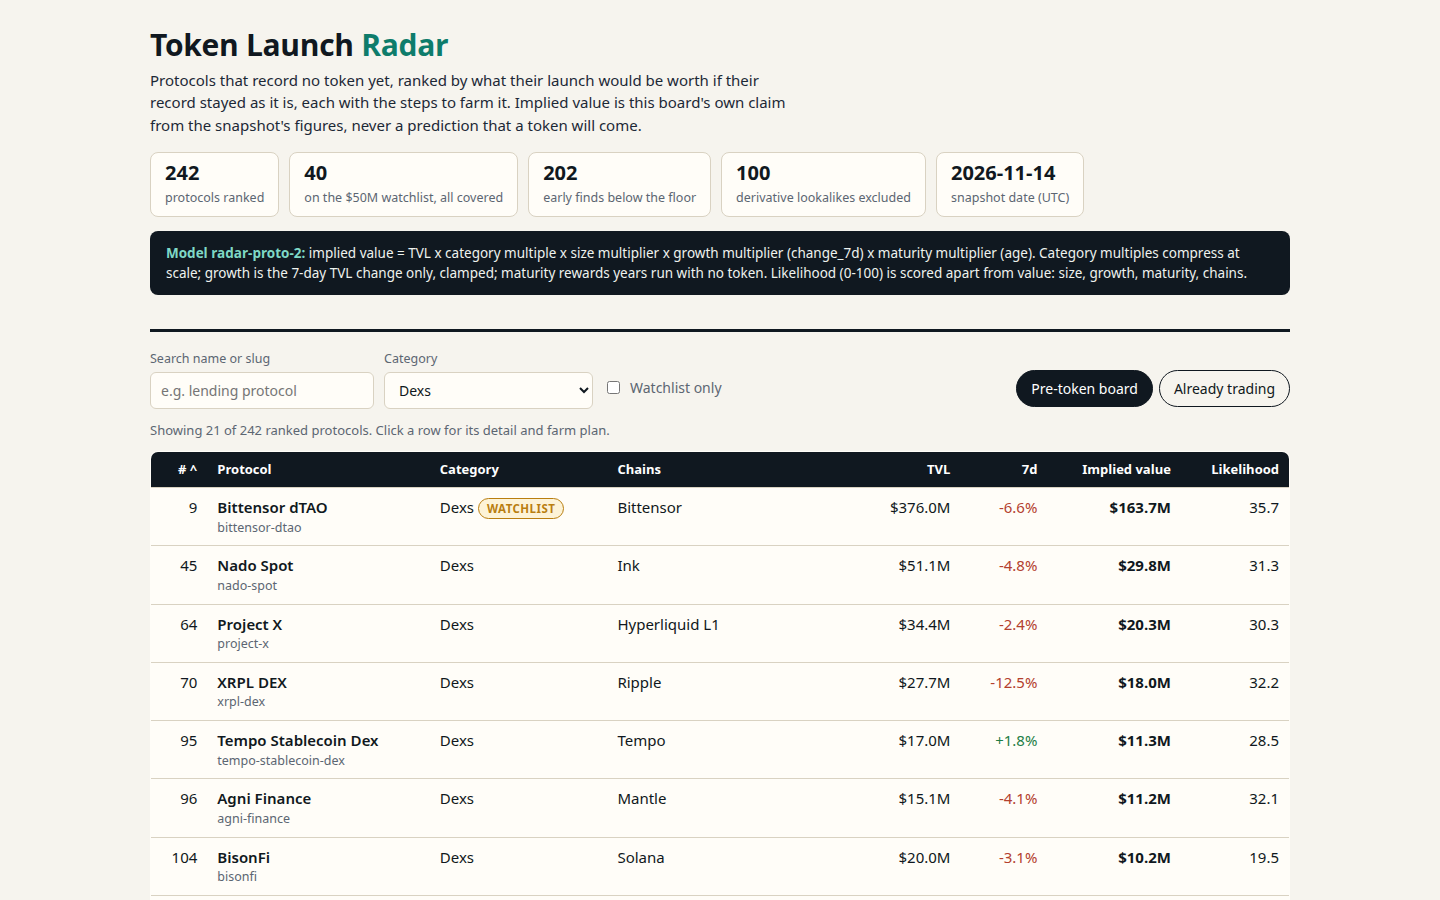 Token Launch Radar
Protocols that record no token yet, ranked by what their launch would be worth if their
record stayed as it is, each with the steps to farm it. Implied value is this board's own claim
from the snapshot's figures, never a prediction that a token will come.
242
protocols ranked
40
on the $50M watchlist, all covered
202
early finds below the floor
100
derivative lookalikes excluded
2026-11-14
snapshot date (UTC)
Model radar-proto-2: implied value = TVL x category multiple x size multiplier x growth multiplier (change_7d) x maturity multiplier (age). Category multiples compress at
scale; growth is the 7-day TVL change only, clamped; maturity rewards years run with no token. Likelihood (0-100) is scored apart from value: size, growth, maturity, chains.
Search name or slug
Category
e.g. lending protocol
Dexs
Watchlist only
Pre-token board
Already trading
Showing 21 of 242 ranked protocols. Click a row for its detail and farm plan.
# ^ Protocol Category Chains TVL 7d Implied value Likelihood
9 Bittensor dTAO Dexs WATCHLIST Bittensor $376.0M -6.6% $163.7M 35.7
bittensor-dtao
45 Nado Spot Dexs Ink $51.1M -4.8% $29.8M 31.3
nado-spot
64 Project X Dexs Hyperliquid L1 $34.4M -2.4% $20.3M 30.3
project-x
70 XRPL DEX Dexs Ripple $27.7M -12.5% $18.0M 32.2
xrpl-dex
95 Tempo Stablecoin Dex Dexs Tempo $17.0M +1.8% $11.3M 28.5
tempo-stablecoin-dex
96 Agni Finance Dexs Mantle $15.1M -4.1% $11.2M 32.1
agni-finance
104 BisonFi Dexs Solana $20.0M -3.1% $10.2M 19.5
bisonfi